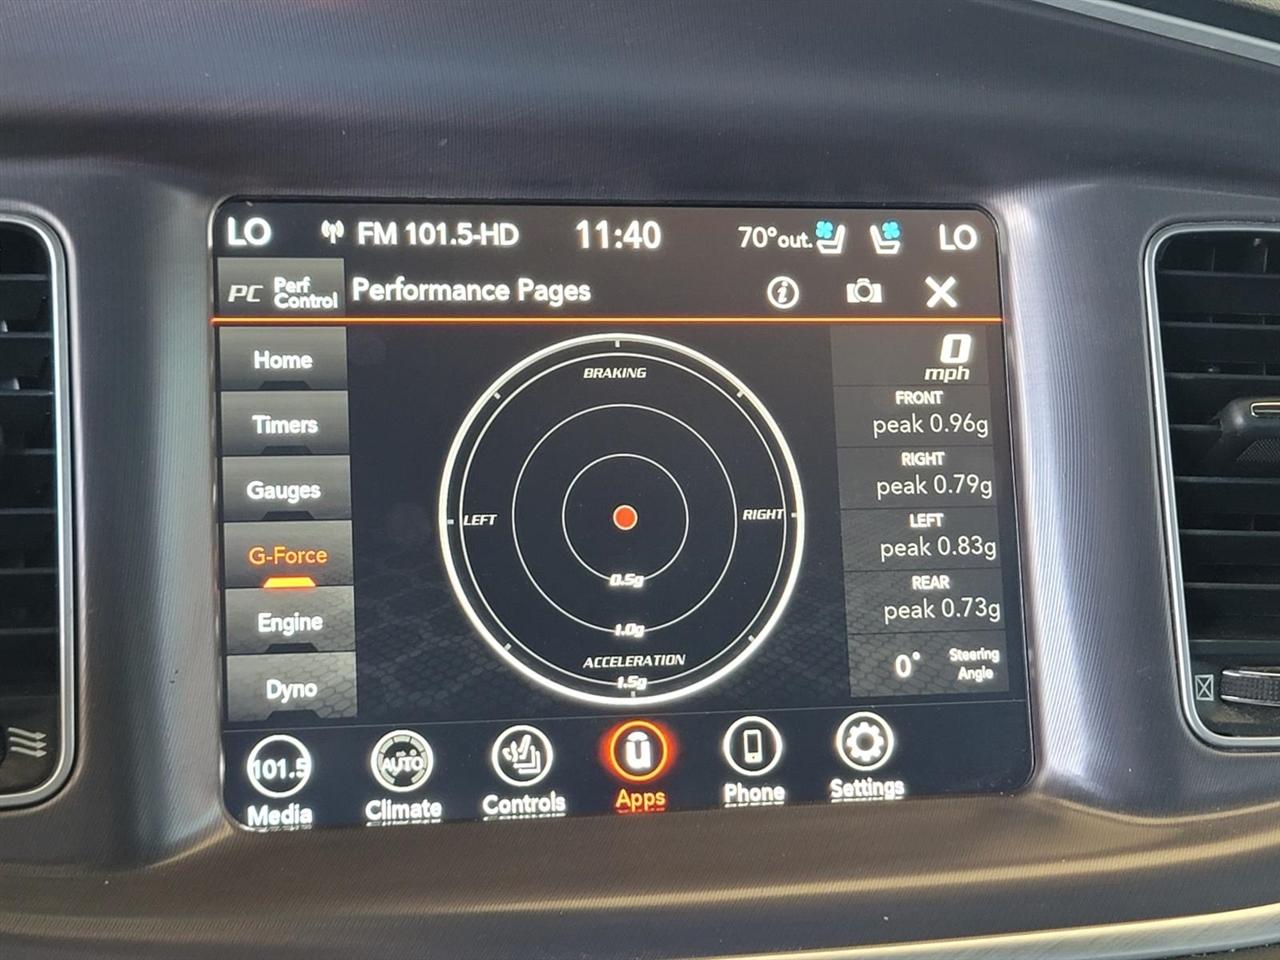 LO FM 101.5-HD 11:40 70°out. LO
PC Perf Control Performance Pages i
Home
Timers
Gauges
G-Force
Engine
Dyno
BRAKING
LEFT
RIGHT
0.5g
1.0g
ACCELERATION
1.5g
0
mph
FRONT
peak 0.96g
RIGHT
peak 0.79g
LEFT
peak 0.83g
REAR
peak 0.73g
0° Steering Angle
101.5
AUTO
Media
Climate
Controls
Apps
Phone
Settings